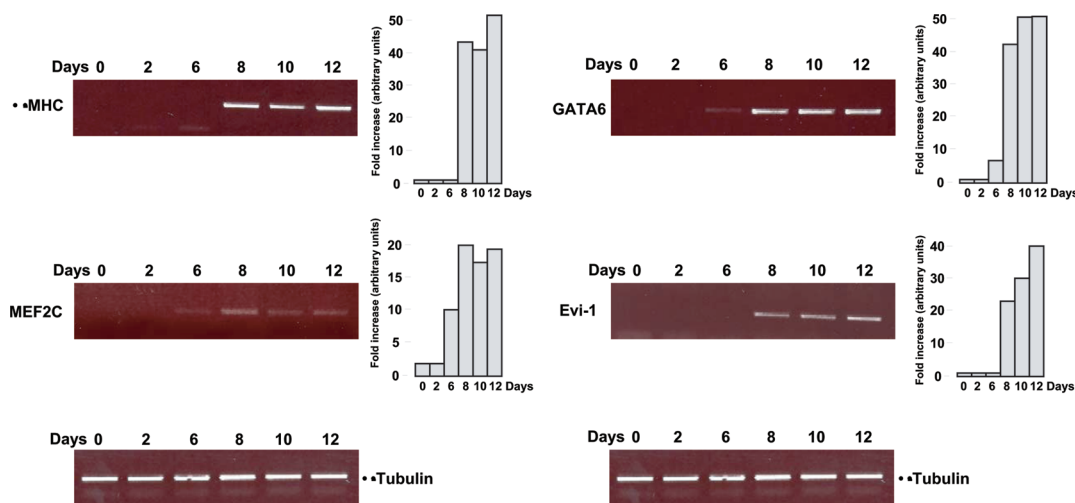 Days 0 2 6 8 10 12
• •MHC
Fold increase (arbitrary units)
50
40
30
20
10
0
0 2 6 8 10 12 Days
Days 0 2 6 8 10 12
GATA6
Fold increase (arbitrary units)
50
40
30
20
10
0
0 2 6 8 10 12 Days
Days 0 2 6 8 10 12
MEF2C
Fold increase (arbitrary units)
20
15
10
5
0
0 2 6 8 10 12 Days
Days 0 2 6 8 10 12
Evi-1
Fold increase (arbitrary units)
40
30
20
10
0
0 2 6 8 10 12 Days
Days 0 2 6 8 10 12
• •Tubulin
Days 0 2 6 8 10 12
• •Tubulin